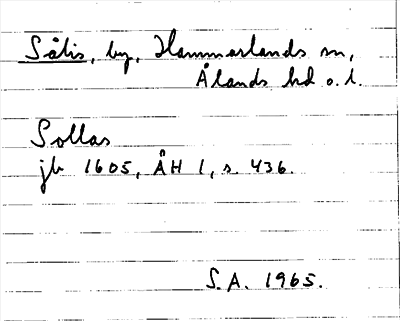 Sålis, by, Hammarlands sn,
Ålands hd o. l.
Sollas
jb 1605, ÅH 1, s. 436.
S.A. 1965.